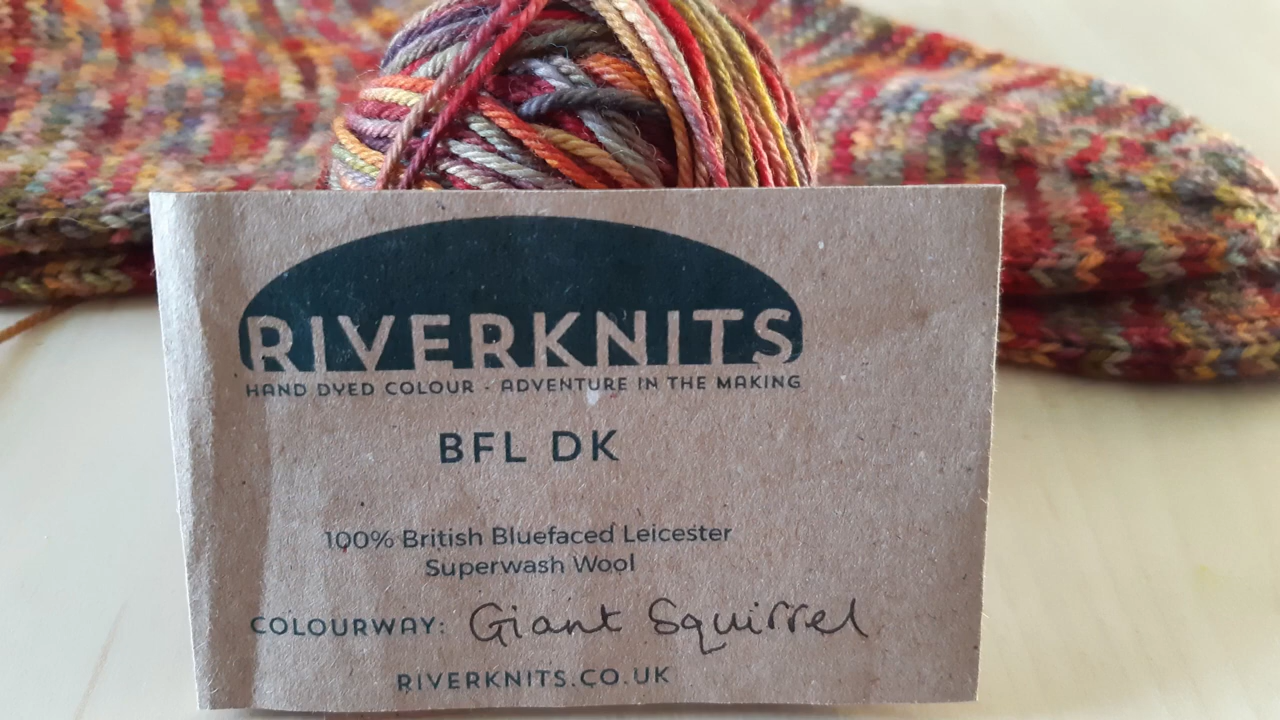 RIVERKNITS
HAND DYED COLOUR - ADVENTURE IN THE MAKING
BFL DK
100% British Bluefaced Leicester
Superwash Wool
COLOURWAY: Giant Squirrel
RIVERKNITS.CO.UK